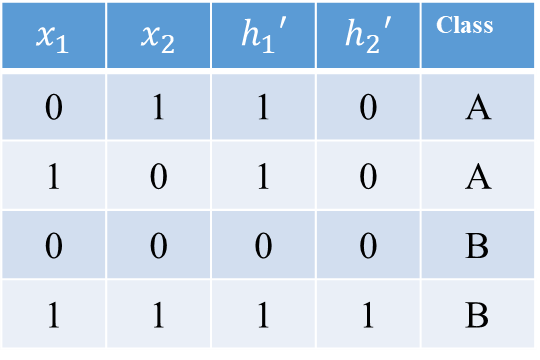 x₁ x₂ h₁′ h₂′ Class
0 1 1 0 A
1 0 1 0 A
0 0 0 0 B
1 1 1 1 B